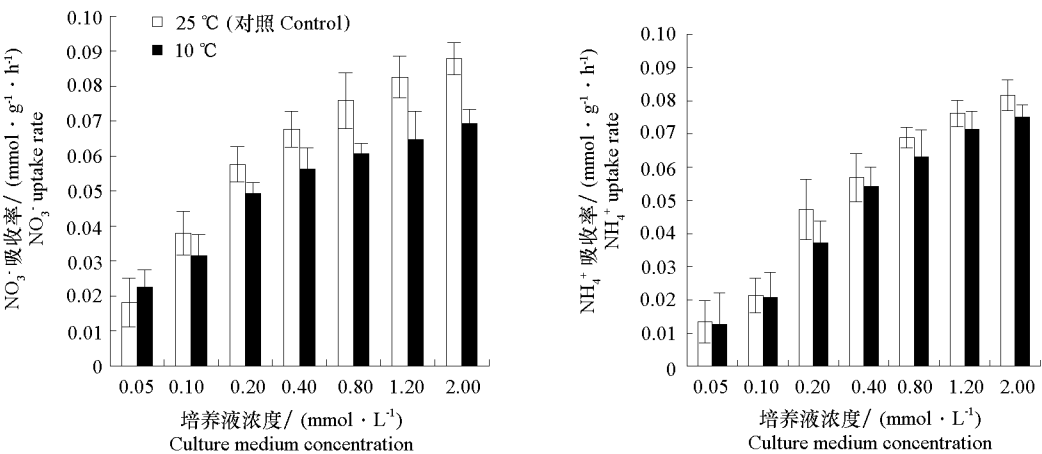 0.10
0.09
0.08
0.07
0.06
0.05
0.04
0.03
0.02
0.01
0
NO₃⁻ 吸收率/ (mmol · g⁻¹ · h⁻¹)
NO₃⁻ uptake rate
25 ℃ (对照 Control)
10 ℃
0.05 0.10 0.20 0.40 0.80 1.20 2.00
培养液浓度/ (mmol · L⁻¹)
Culture medium concentration
0.10
0.09
0.08
0.07
0.06
0.05
0.04
0.03
0.02
0.01
0
NH₄⁺ 吸收率/ (mmol · g⁻¹ · h⁻¹)
NH₄⁺ uptake rate
0.05 0.10 0.20 0.40 0.80 1.20 2.00
培养液浓度/ (mmol · L⁻¹)
Culture medium concentration